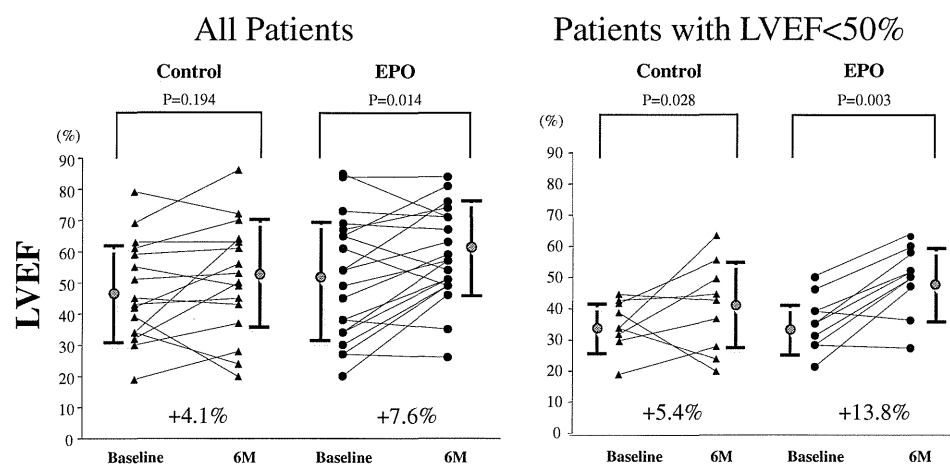 All Patients
Control
EPO
P=0.194
P=0.014
(%)
90
80
70
60
50
40
30
20
10
0
LVEF
+4.1%
+7.6%
Baseline
6M
Baseline
6M
Patients with LVEF<50%
Control
EPO
P=0.028
P=0.003
(%)
90
80
70
60
50
40
30
20
10
0
+5.4%
+13.8%
Baseline
6M
Baseline
6M